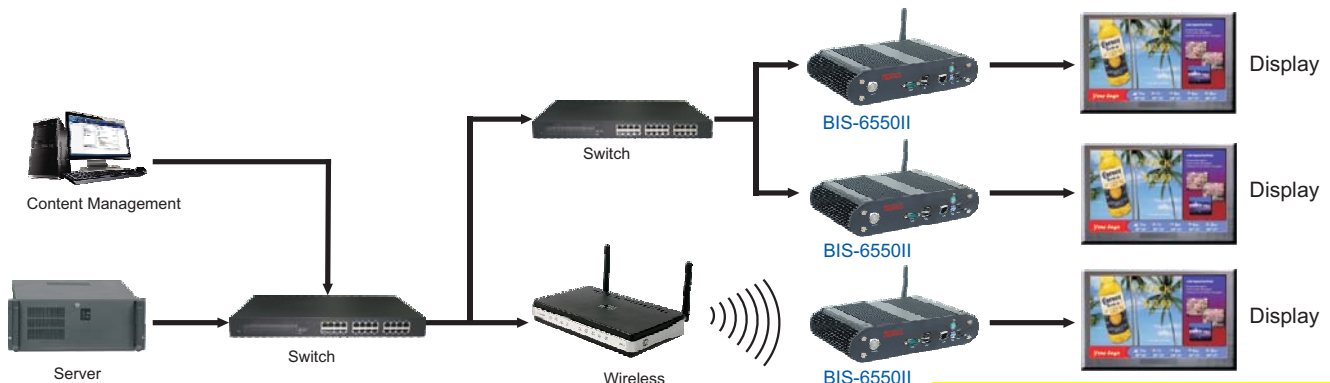 Display
BIS-6550II
Switch
Content Management
Display
BIS-6550II
Display
Switch
Server
Wireless
BIS-6550II